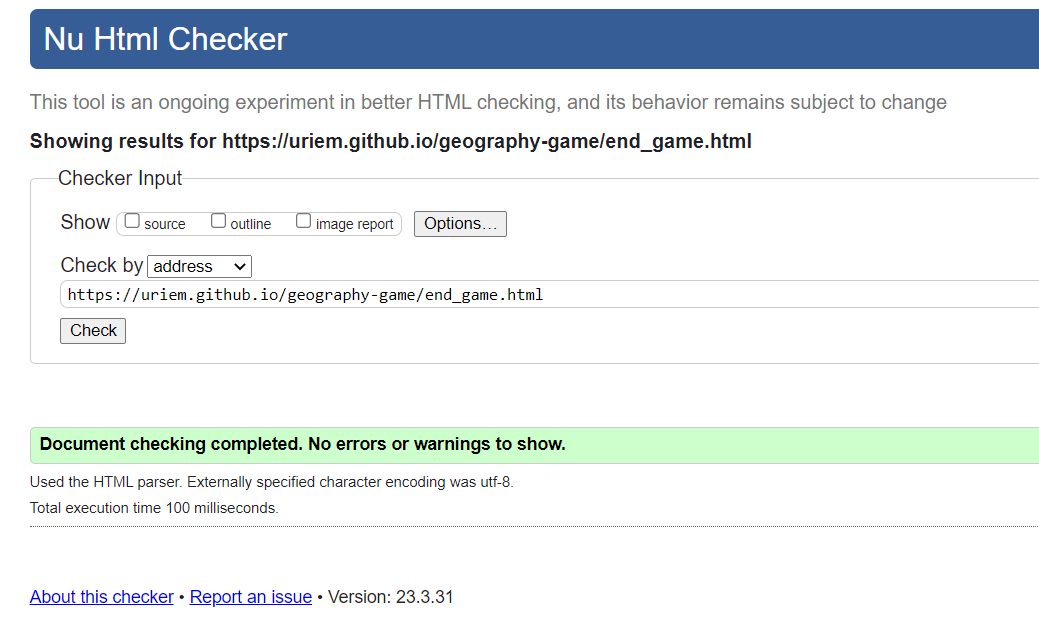 Nu Html Checker
This tool is an ongoing experiment in better HTML checking, and its behavior remains subject to change
Showing results for https://uriem.github.io/geography-game/end_game.html
Checker Input
Show source outline image report Options...
Check by address
https://uriem.github.io/geography-game/end_game.html
Check
Document checking completed. No errors or warnings to show.
Used the HTML parser. Externally specified character encoding was utf-8.
Total execution time 100 milliseconds.
About this checker • Report an issue • Version: 23.3.31